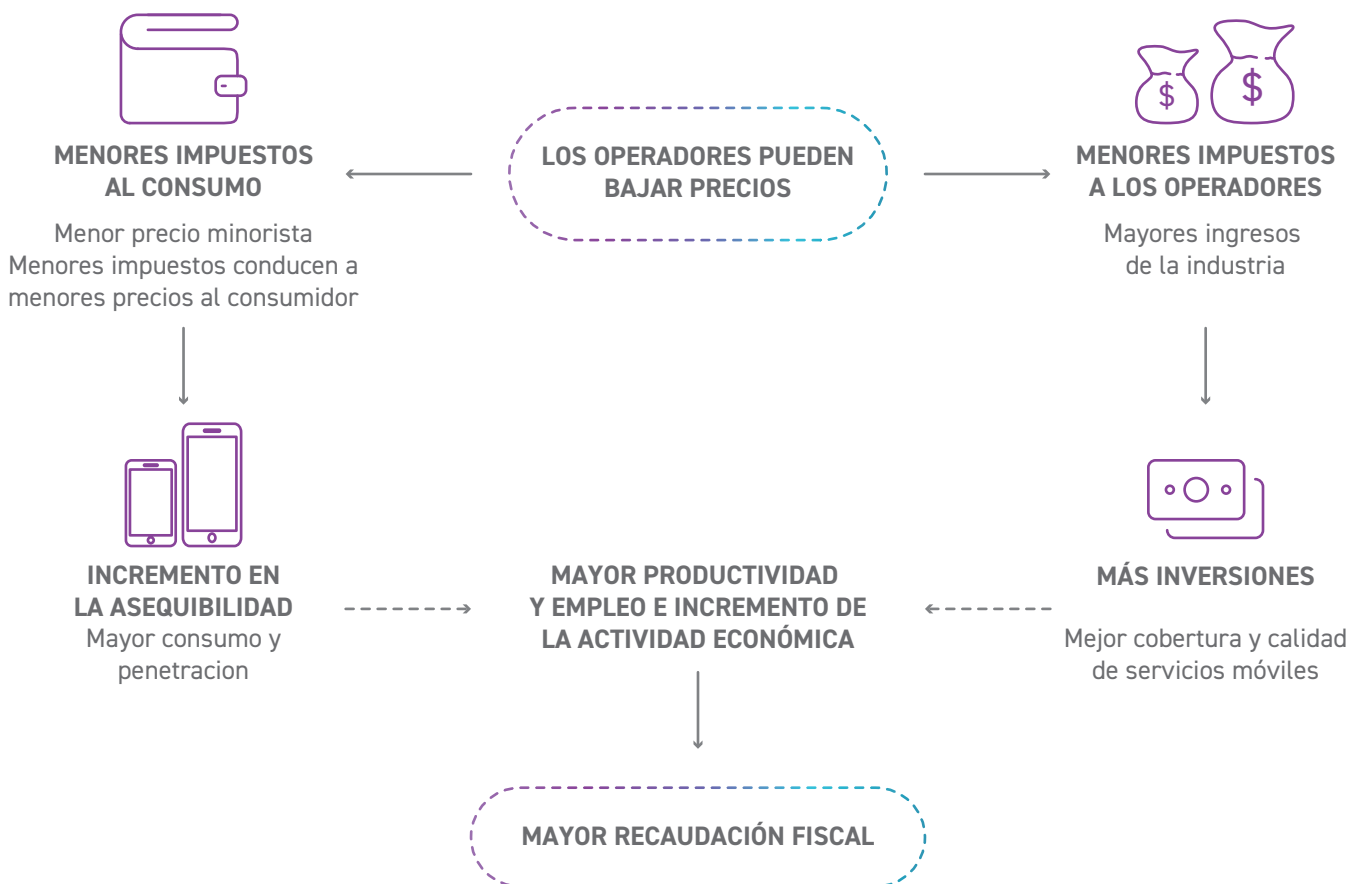 $ $
MENORES IMPUESTOS
AL CONSUMO
Menor precio minorista
Menores impuestos conducen a
menores precios al consumidor
LOS OPERADORES PUEDEN
BAJAR PRECIOS
MENORES IMPUESTOS
A LOS OPERADORES
Mayores ingresos
de la industria
INCREMENTO EN
LA ASEQUIBILIDAD
Mayor consumo y
penetracion
MAYOR PRODUCTIVIDAD
Y EMPLEO E INCREMENTO DE
LA ACTIVIDAD ECONÓMICA
MÁS INVERSIONES
Mejor cobertura y calidad
de servicios móviles
MAYOR RECAUDACIÓN FISCAL